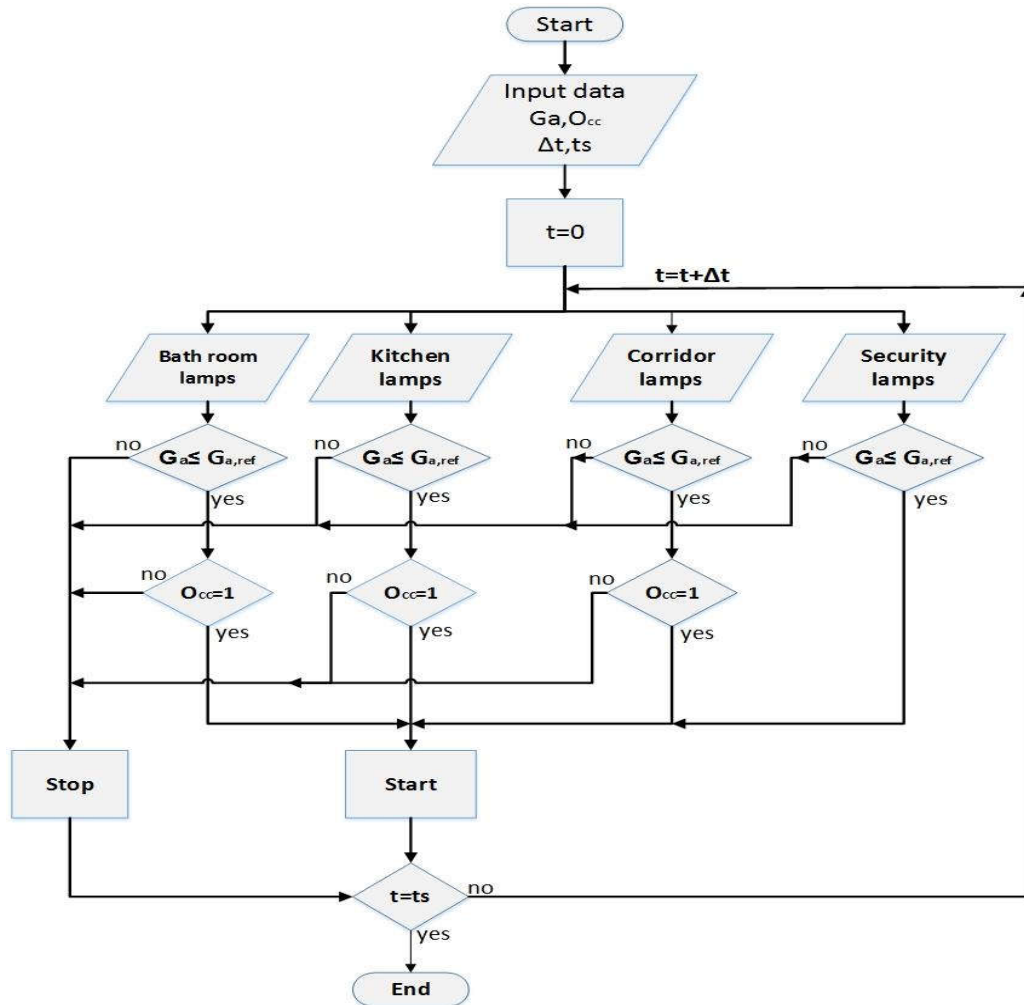 Start
Input data
Ga,Occ
Δt,ts
t=0
t=t+Δt
Bath room
lamps
Kitchen
lamps
Corridor
lamps
Security
lamps
no
Ga≤ Ga,ref
yes
no
Ga≤ Ga,ref
yes
no
Ga≤ Ga,ref
yes
no
Ga≤ Ga,ref
yes
no
Occ=1
yes
no
Occ=1
yes
no
Occ=1
yes
Stop
Start
t=ts
no
yes
End